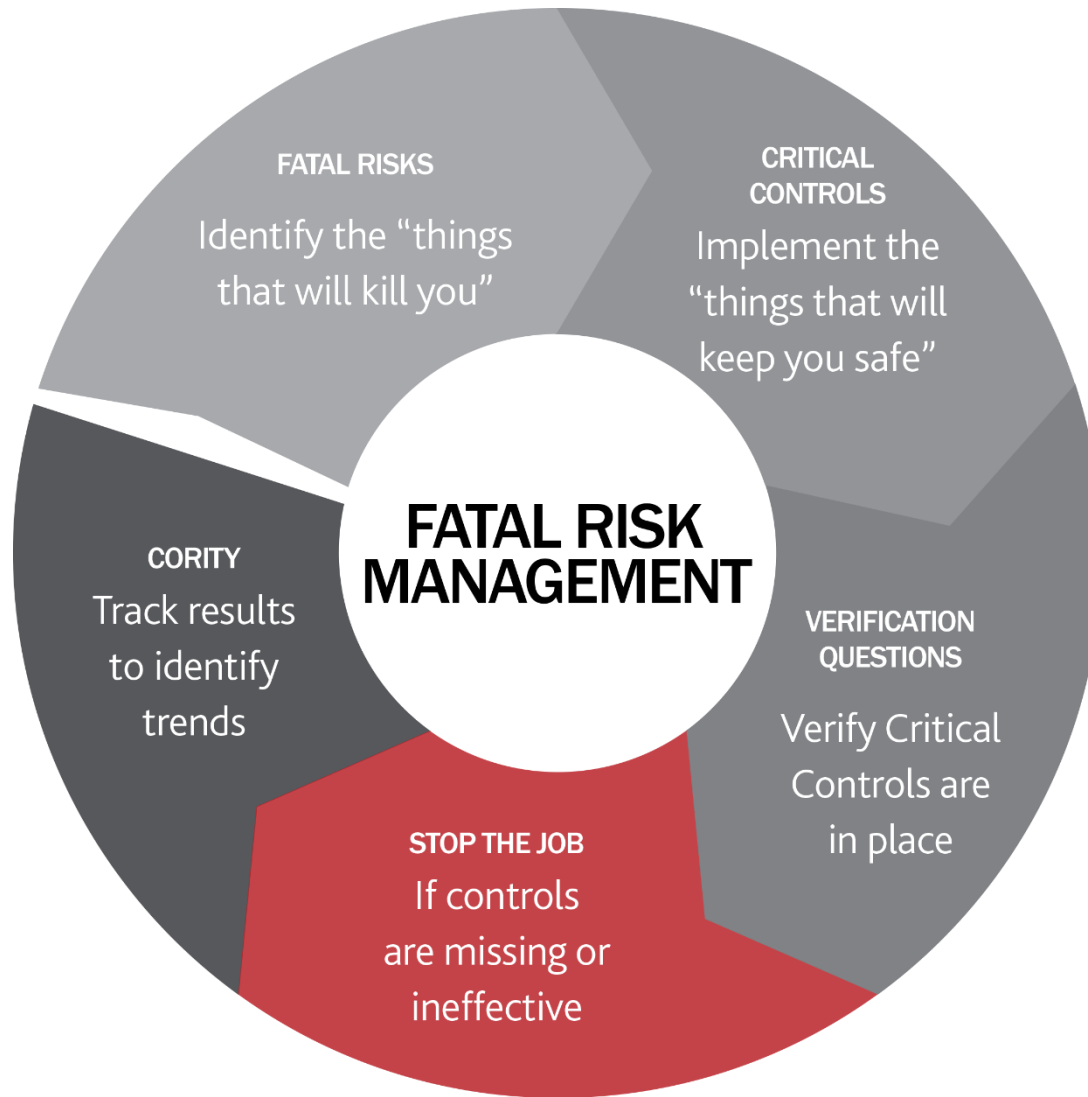 FATAL RISKS
Identify the “things
that will kill you”
CRITICAL
CONTROLS
Implement the
“things that will
keep you safe”
VERIFICATION
QUESTIONS
Verify Critical
Controls are
in place
STOP THE JOB
If controls
are missing or
ineffective
CORITY
Track results
to identify
trends
FATAL RISK
MANAGEMENT